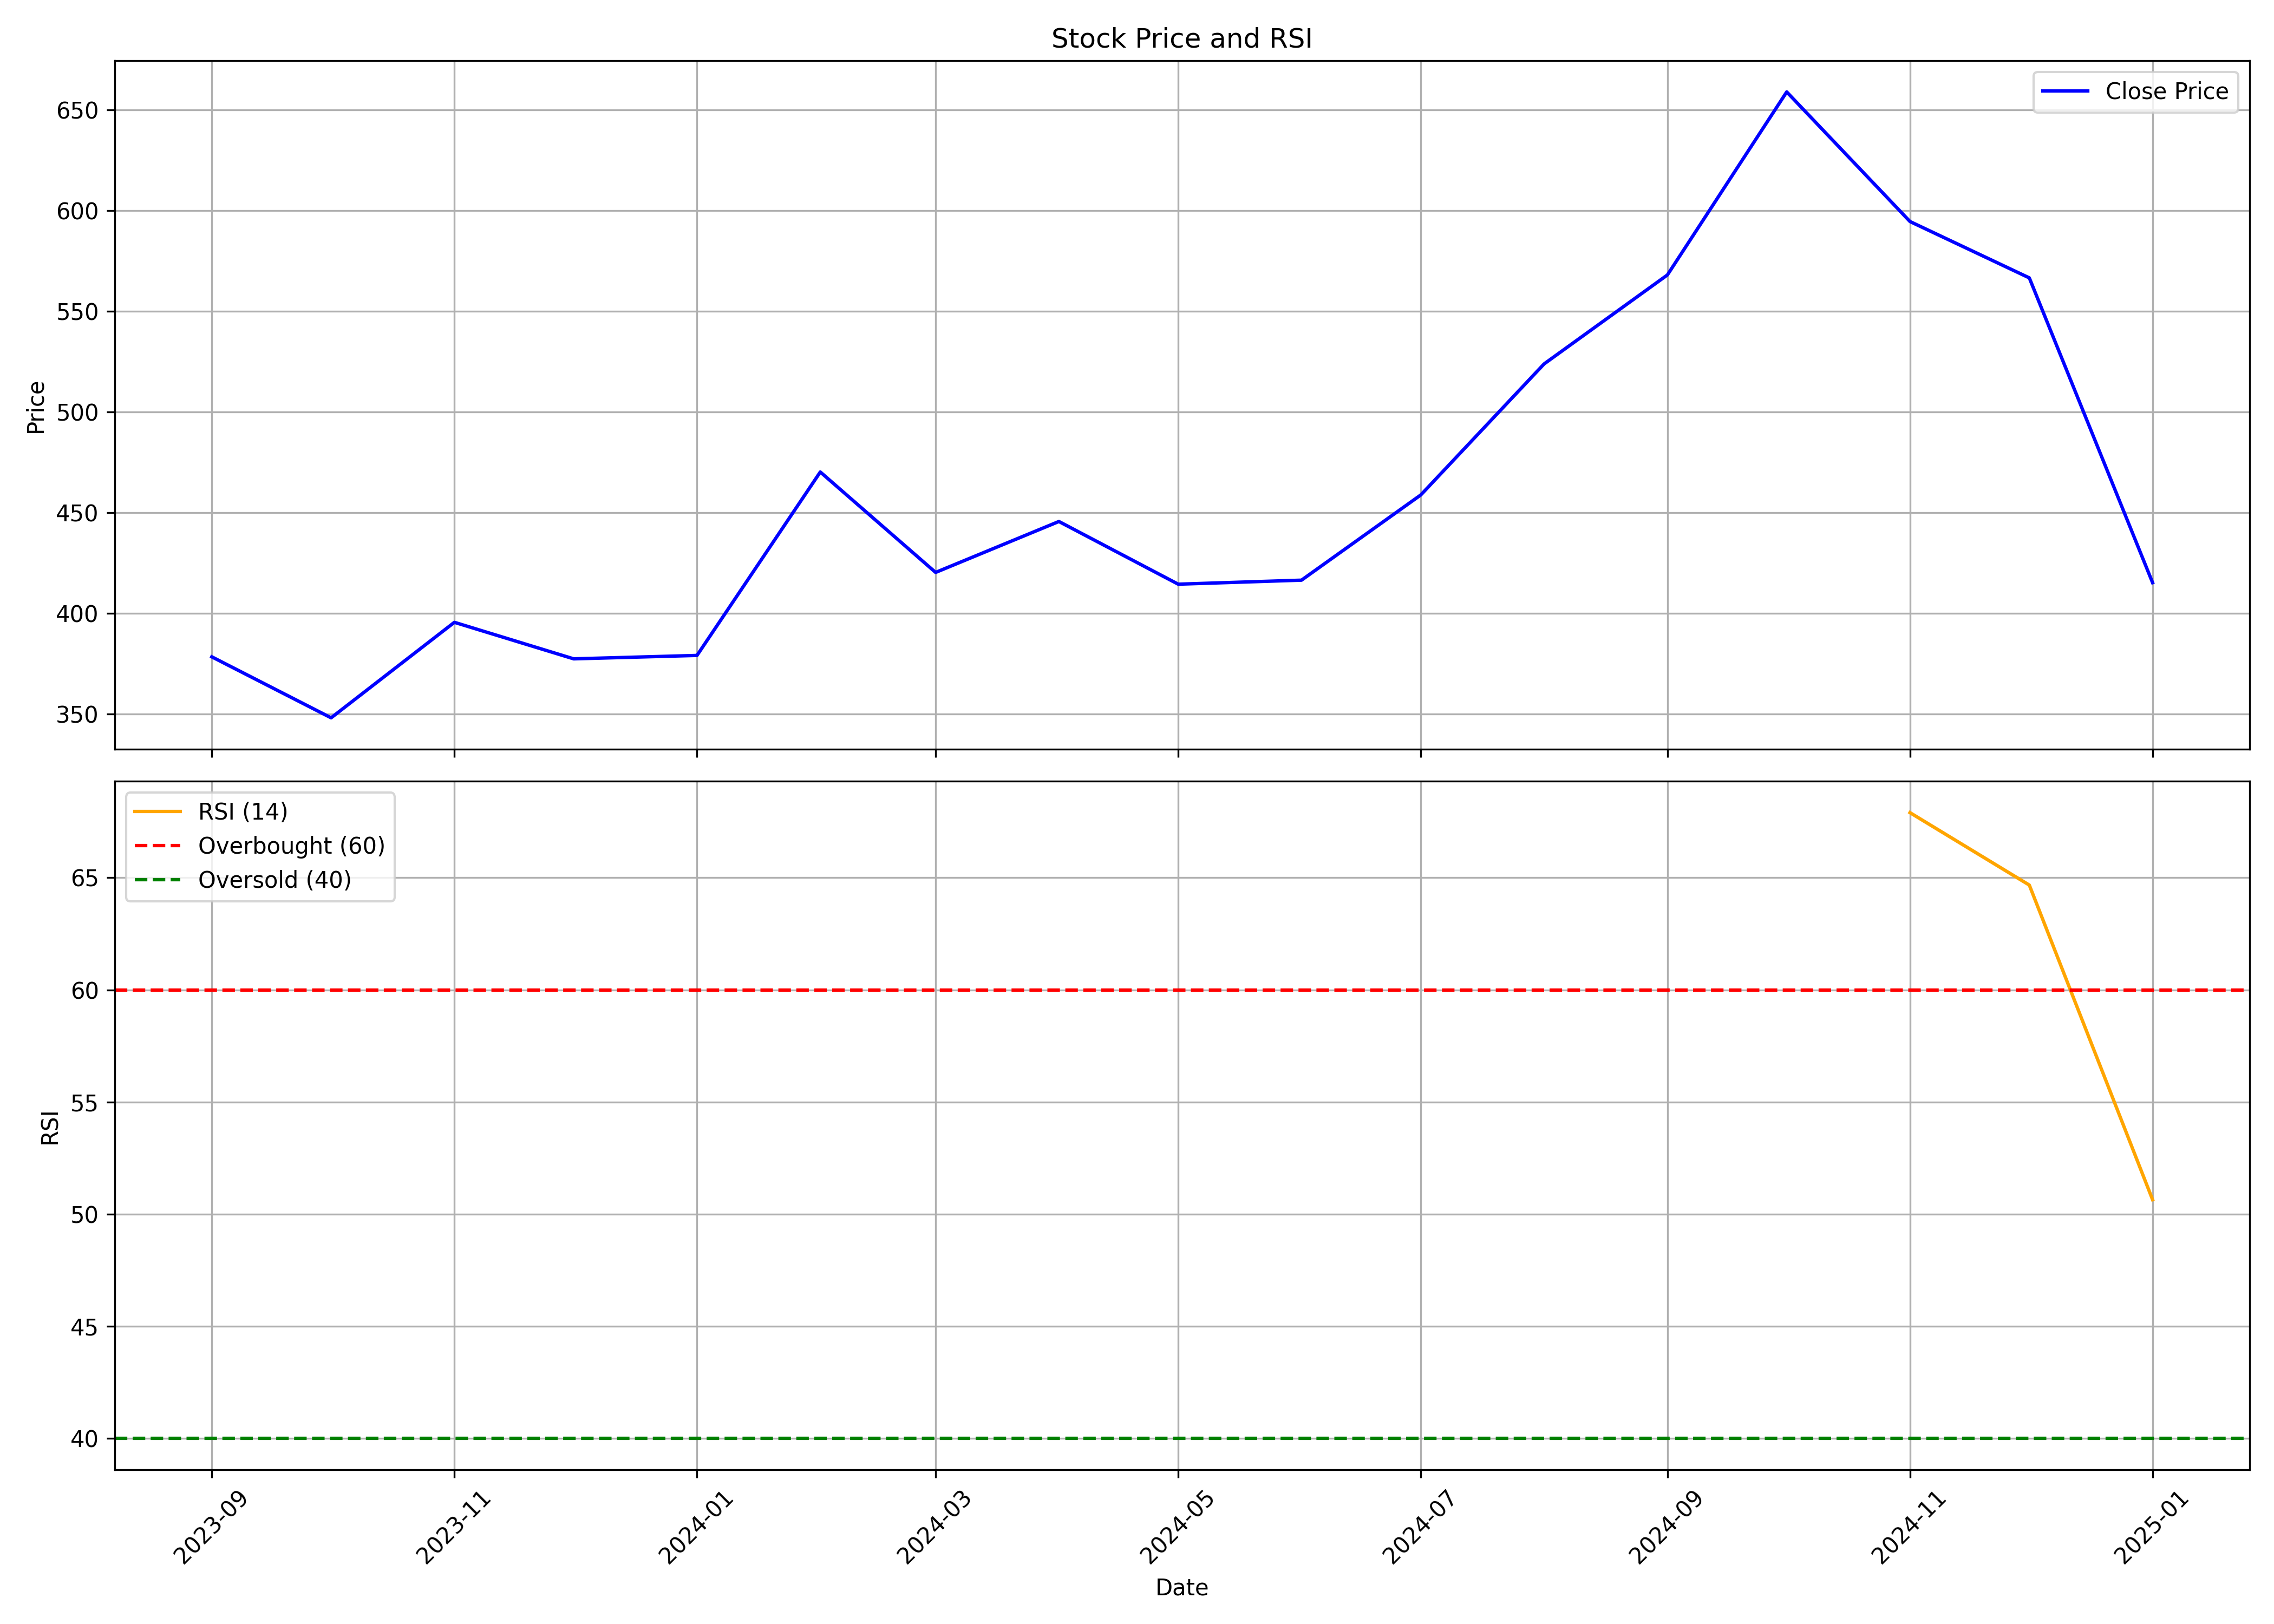 Stock Price and RSI
Close Price
650
600
550
500
450
400
350
Price
RSI (14)
Overbought (60)
Oversold (40)
65
60
55
50
45
40
RSI
2023-09
2023-11
2024-01
2024-03
2024-05
2024-07
2024-09
2024-11
2025-01
Date